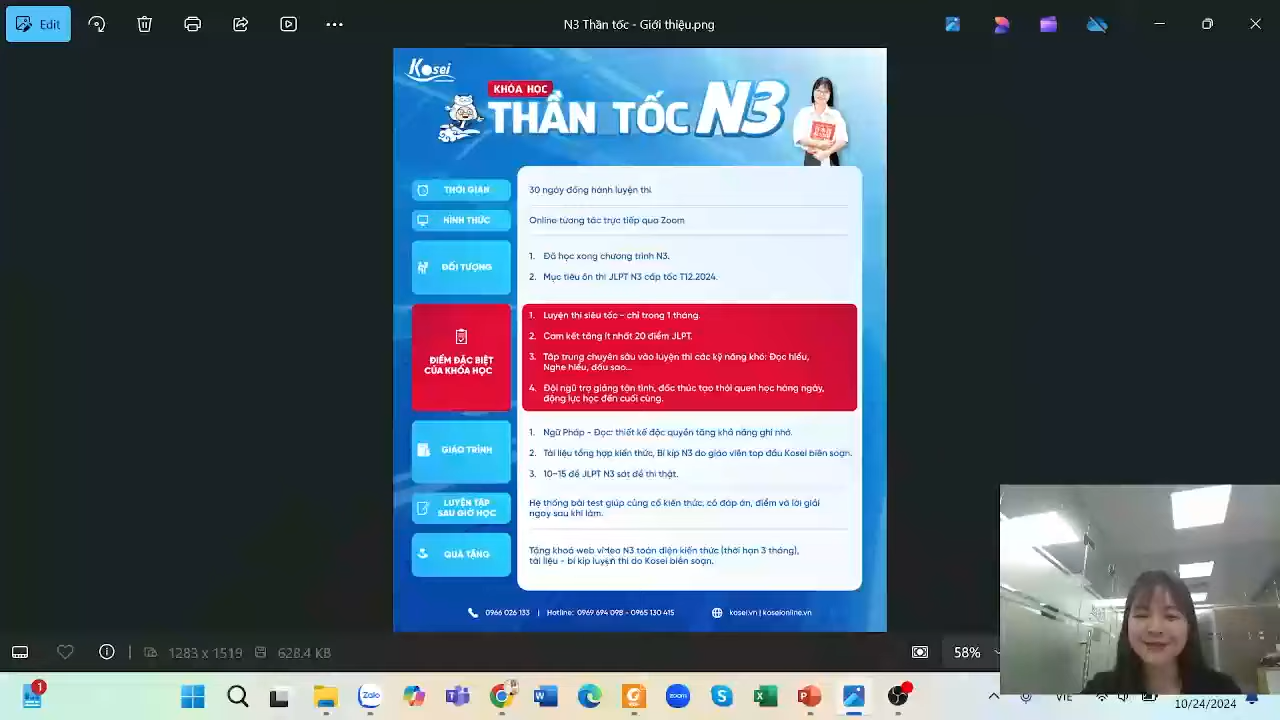 Edit
N3 Thần tốc - Giới thiệu.png
Kosei
KHÓA HỌC
THẦN TỐC N3
THỜI GIAN
30 ngày đồng hành luyện thi.
HÌNH THỨC
Online tương tác trực tiếp qua Zoom
ĐỐI TƯỢNG
1. Đã học xong chương trình N3.
2. Mục tiêu ôn thi JLPT N3 cấp tốc T12.2024.
ĐIỂM ĐẶC BIỆT
CỦA KHÓA HỌC
1. Luyện thi siêu tốc - chỉ trong 1 tháng.
2. Cam kết tăng ít nhất 20 điểm JLPT.
3. Tập trung chuyên sâu vào luyện thi các kỹ năng khó: Đọc hiểu,
Nghe hiểu, dấu sao...
4. Đội ngũ trợ giảng tận tình, đốc thúc tạo thói quen học hàng ngày,
động lực học đến cuối cùng.
GIÁO TRÌNH
1. Ngữ Pháp - Đọc: thiết kế độc quyền tăng khả năng ghi nhớ.
2. Tài liệu tổng hợp kiến thức, Bí kíp N3 do giáo viên top đầu Kosei biên soạn.
3. 10-15 đề JLPT N3 sát đề thi thật.
LUYỆN TẬP
SAU GIỜ HỌC
Hệ thống bài test giúp củng cố kiến thức, có đáp án, điểm và lời giải
ngay sau khi làm.
QUÀ TẶNG
Tặng khoá web video N3 toàn diện kiến thức (thời hạn 3 tháng),
tài liệu - bí kíp luyện thi do Kosei biên soạn.
0966 026 133 | Hotline: 0969 694 098 - 0965 130 415
kosei.vn | koseionline.vn
1283 x 1519
628.4 KB
58%
1
Zalo
zoom
VIE
10/24/2024